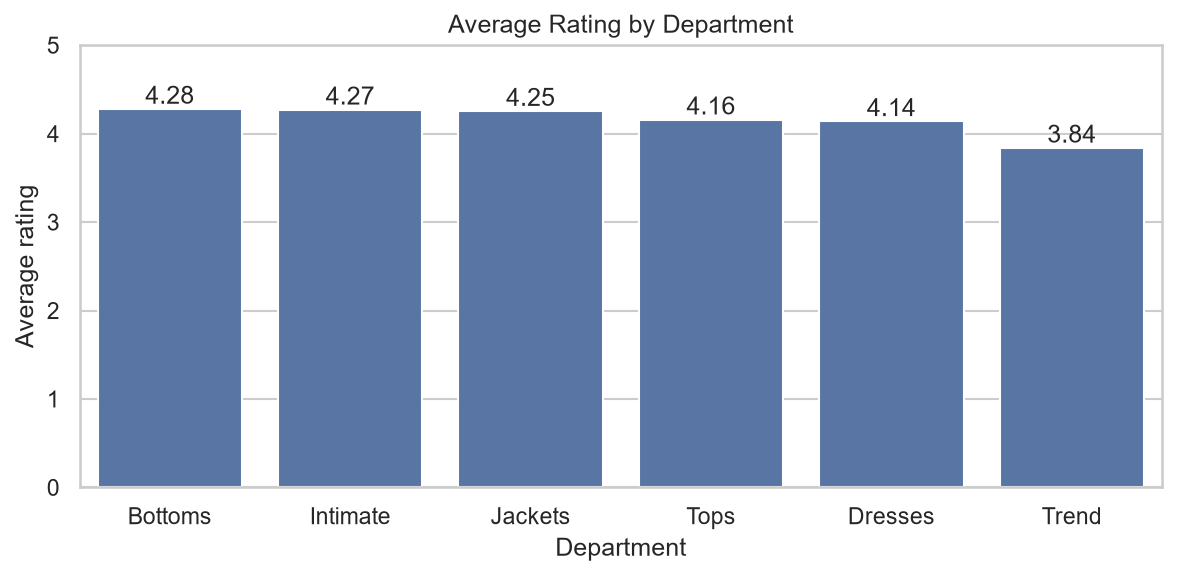 Average Rating by Department
Average rating
5
4
3
2
1
0
4.28
4.27
4.25
4.16
4.14
3.84
Bottoms
Intimate
Jackets
Tops
Dresses
Trend
Department